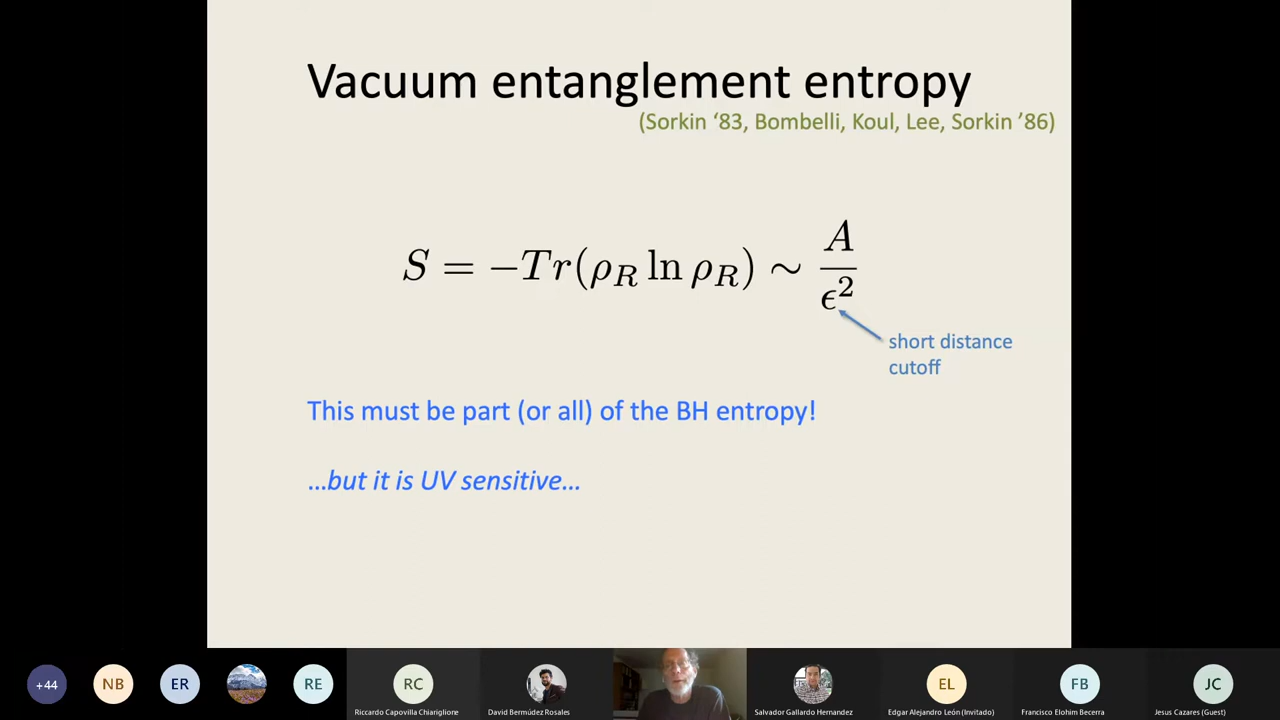 Vacuum entanglement entropy
(Sorkin ‘83, Bombelli, Koul, Lee, Sorkin ’86)
S = −Tr(ρ_R ln ρ_R) ∼ A/ϵ²
short distance
cutoff
This must be part (or all) of the BH entropy!
…but it is UV sensitive…
+44
NB
ER
RE
RC
EL
FB
JC
Riccardo Capovilla Chiariglione
David Bermúdez Rosales
Salvador Gallardo Hernandez
Edgar Alejandro León (Invitado)
Francisco Elohim Becerra
Jesus Cazares (Guest)